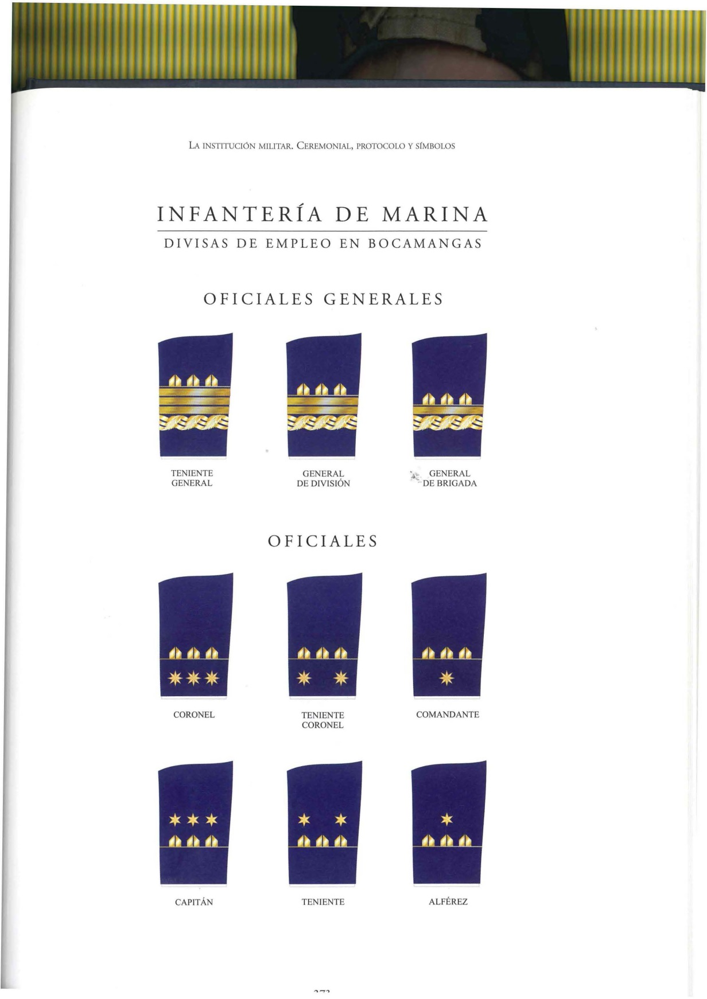 La institución militar. Ceremonial, protocolo y símbolos
INFANTERÍA DE MARINA
DIVISAS DE EMPLEO EN BOCAMANGAS
OFICIALES GENERALES
TENIENTE
GENERAL
GENERAL
DE DIVISIÓN
GENERAL
DE BRIGADA
OFICIALES
CORONEL
TENIENTE
CORONEL
COMANDANTE
CAPITÁN
TENIENTE
ALFÉREZ